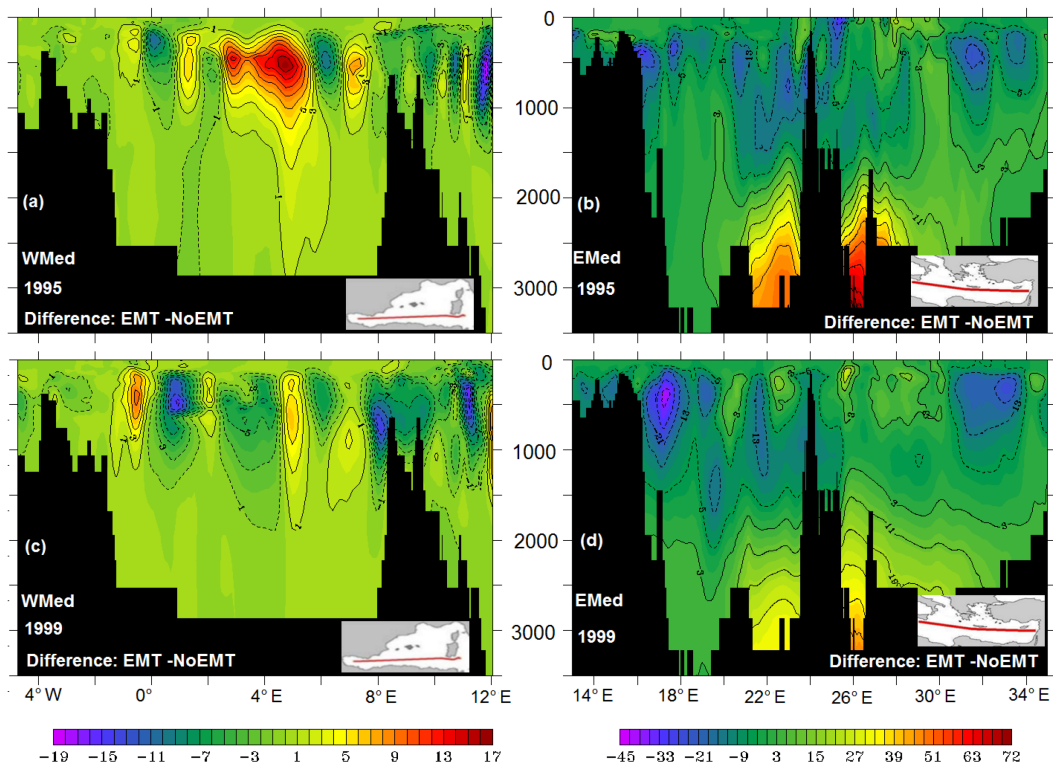 0
1000
2000
3000
(a)
WMed
1995
Difference: EMT -NoEMT
(b)
EMed
1995
Difference: EMT -NoEMT
0
1000
2000
3000
(c)
WMed
1999
Difference: EMT -NoEMT
(d)
EMed
1999
Difference: EMT -NoEMT
4° W 0° 4° E 8° E 12° E
14° E 18° E 22° E 26° E 30° E 34° E
-19 -15 -11 -7 -3 1 5 9 13 17
-45 -33 -21 -9 3 15 27 39 51 63 72